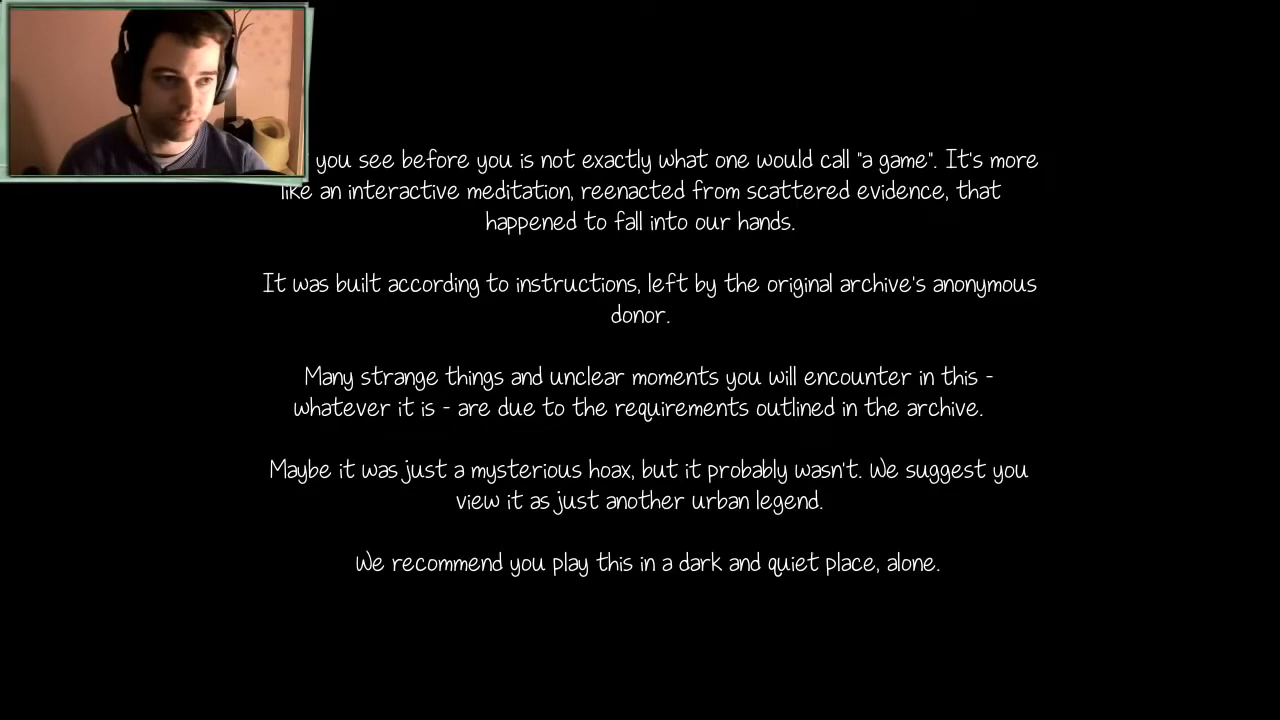 you see before you is not exactly what one would call "a game". It's more
like an interactive meditation, reenacted from scattered evidence, that
happened to fall into our hands.
It was built according to instructions, left by the original archive's anonymous
donor.
Many strange things and unclear moments you will encounter in this -
whatever it is - are due to the requirements outlined in the archive.
Maybe it was just a mysterious hoax, but it probably wasn't. We suggest you
view it as just another urban legend.
We recommend you play this in a dark and quiet place, alone.